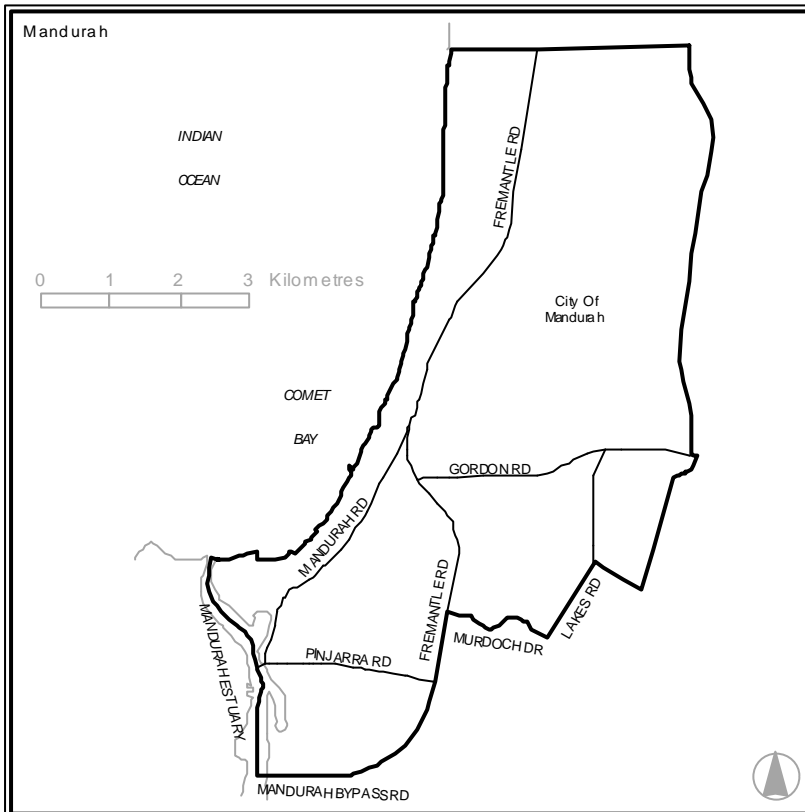 Mandurah
INDIAN
OCEAN
FREMANTLE RD
0 1 2 3 Kilometres
City Of
Mandurah
COMET
BAY
GORDON RD
MANDURAH RD
FREMANTLE RD
LAKES RD
MURDOCH DR
MANDURAH ESTUARY
PINJARRA RD
MANDURAH BYPASS RD